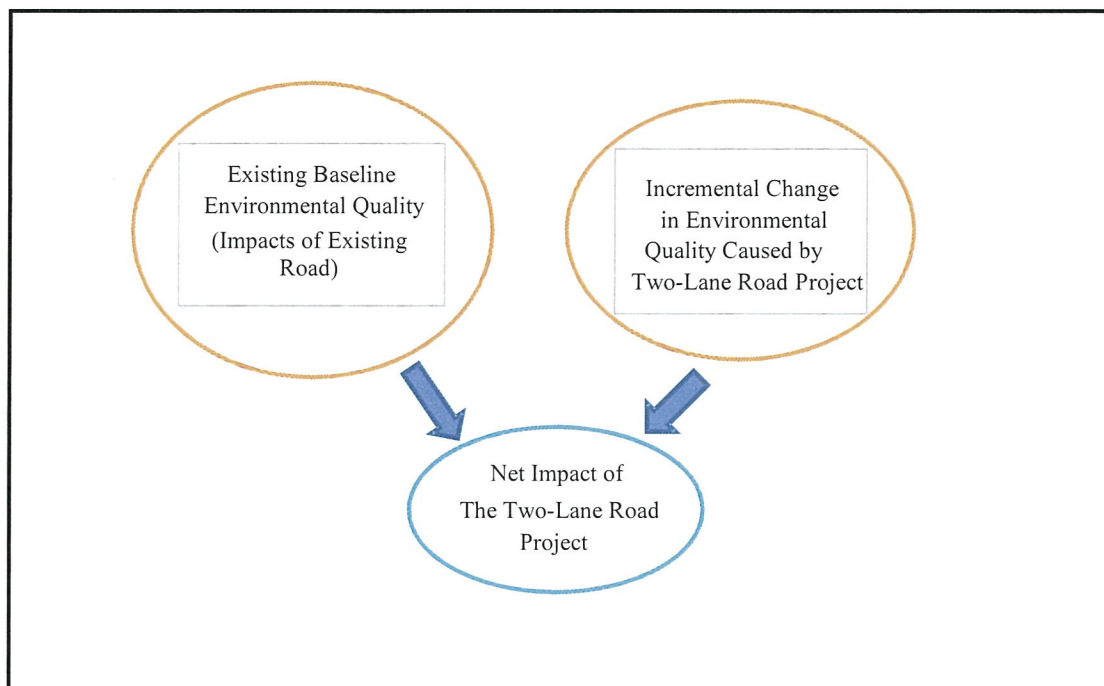 Existing Baseline
Environmental Quality
(Impacts of Existing
Road)
Incremental Change
in Environmental
Quality Caused by
Two-Lane Road Project
Net Impact of
The Two-Lane Road
Project